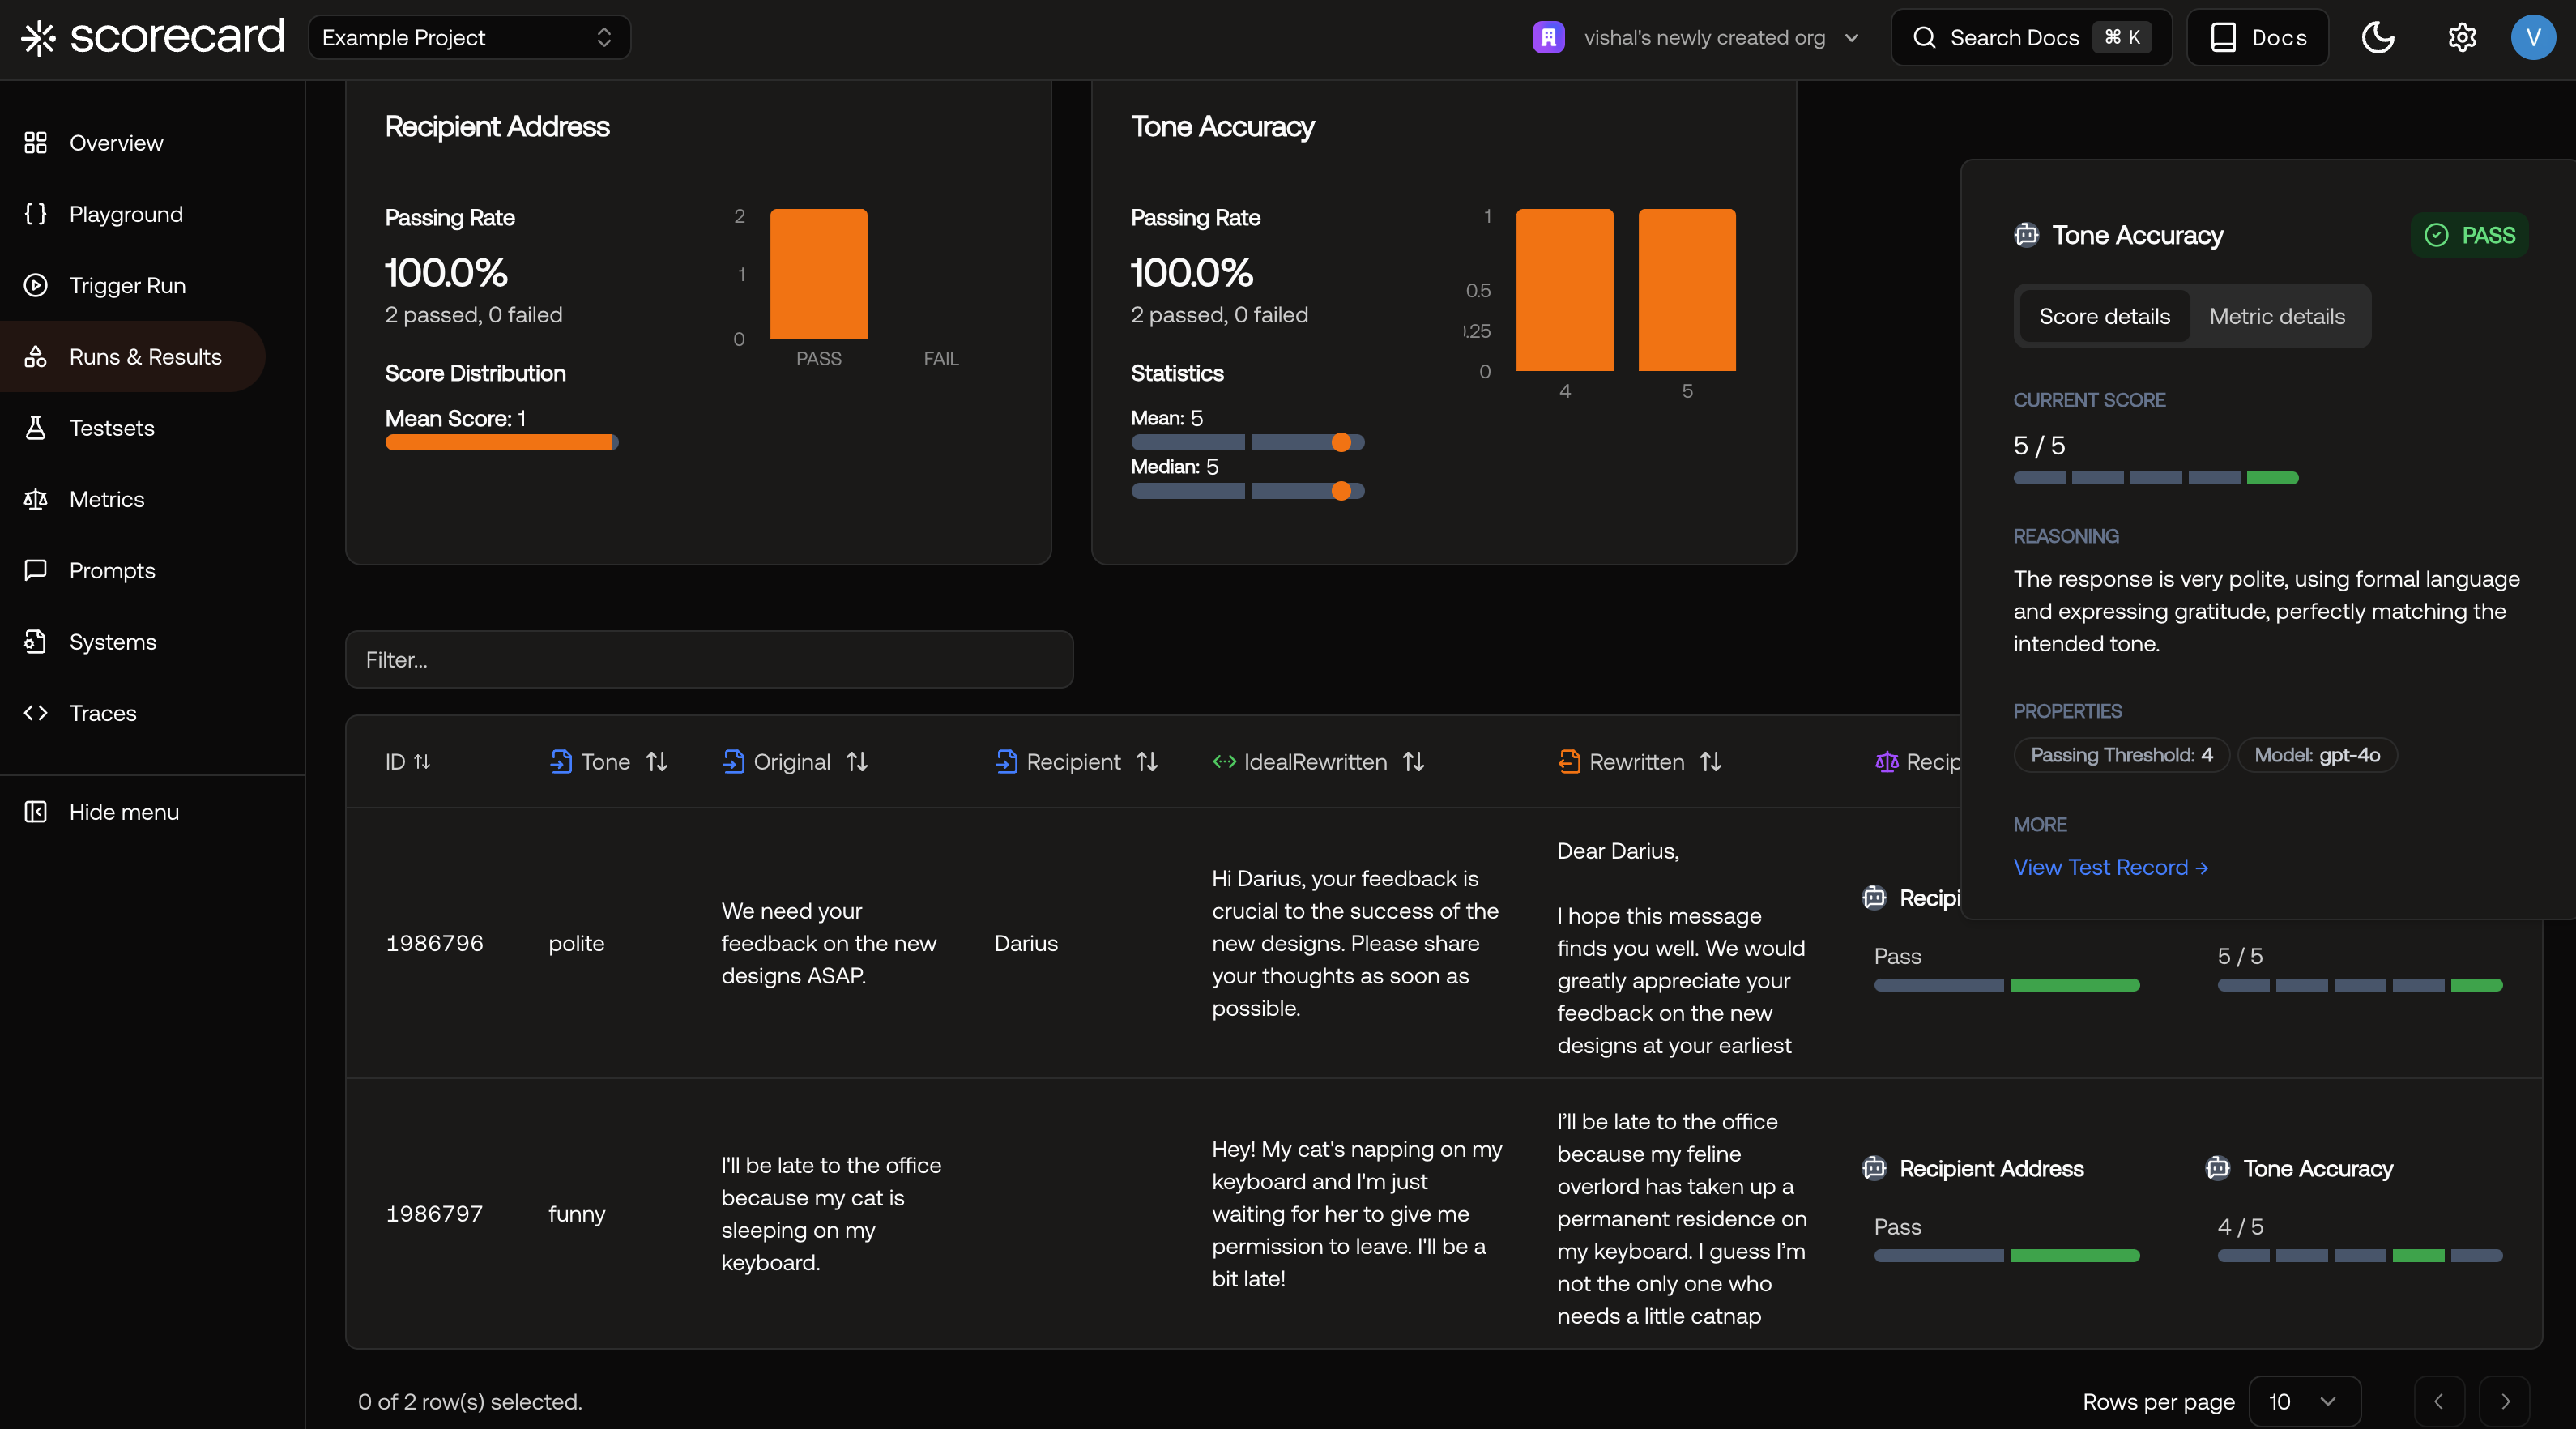 scorecard
Example Project
vishal's newly created org
Search Docs ⌘ K
Docs
V
Overview
Playground
Trigger Run
Runs & Results
Testsets
Metrics
Prompts
Systems
Traces
Hide menu
Recipient Address
Passing Rate
100.0%
2 passed, 0 failed
Score Distribution
Mean Score: 1
2
1
0
PASS
FAIL
Tone Accuracy
Passing Rate
100.0%
2 passed, 0 failed
Statistics
Mean: 5
Median: 5
1
0.5
.25
0
4
5
Tone Accuracy
PASS
Score details
Metric details
CURRENT SCORE
5 / 5
REASONING
The response is very polite, using formal language
and expressing gratitude, perfectly matching the
intended tone.
PROPERTIES
Passing Threshold: 4
Model: gpt-4o
MORE
View Test Record →
Filter...
ID
Tone
Original
Recipient
IdealRewritten
Rewritten
Recip
1986796
polite
We need your
feedback on the new
designs ASAP.
Darius
Hi Darius, your feedback is
crucial to the success of the
new designs. Please share
your thoughts as soon as
possible.
Dear Darius,
I hope this message
finds you well. We would
greatly appreciate your
feedback on the new
designs at your earliest
Recipi
Pass
5 / 5
1986797
funny
I'll be late to the office
because my cat is
sleeping on my
keyboard.
Hey! My cat's napping on my
keyboard and I'm just
waiting for her to give me
permission to leave. I'll be a
bit late!
I’ll be late to the office
because my feline
overlord has taken up a
permanent residence on
my keyboard. I guess I’m
not the only one who
needs a little catnap
Recipient Address
Pass
Tone Accuracy
4 / 5
0 of 2 row(s) selected.
Rows per page
10